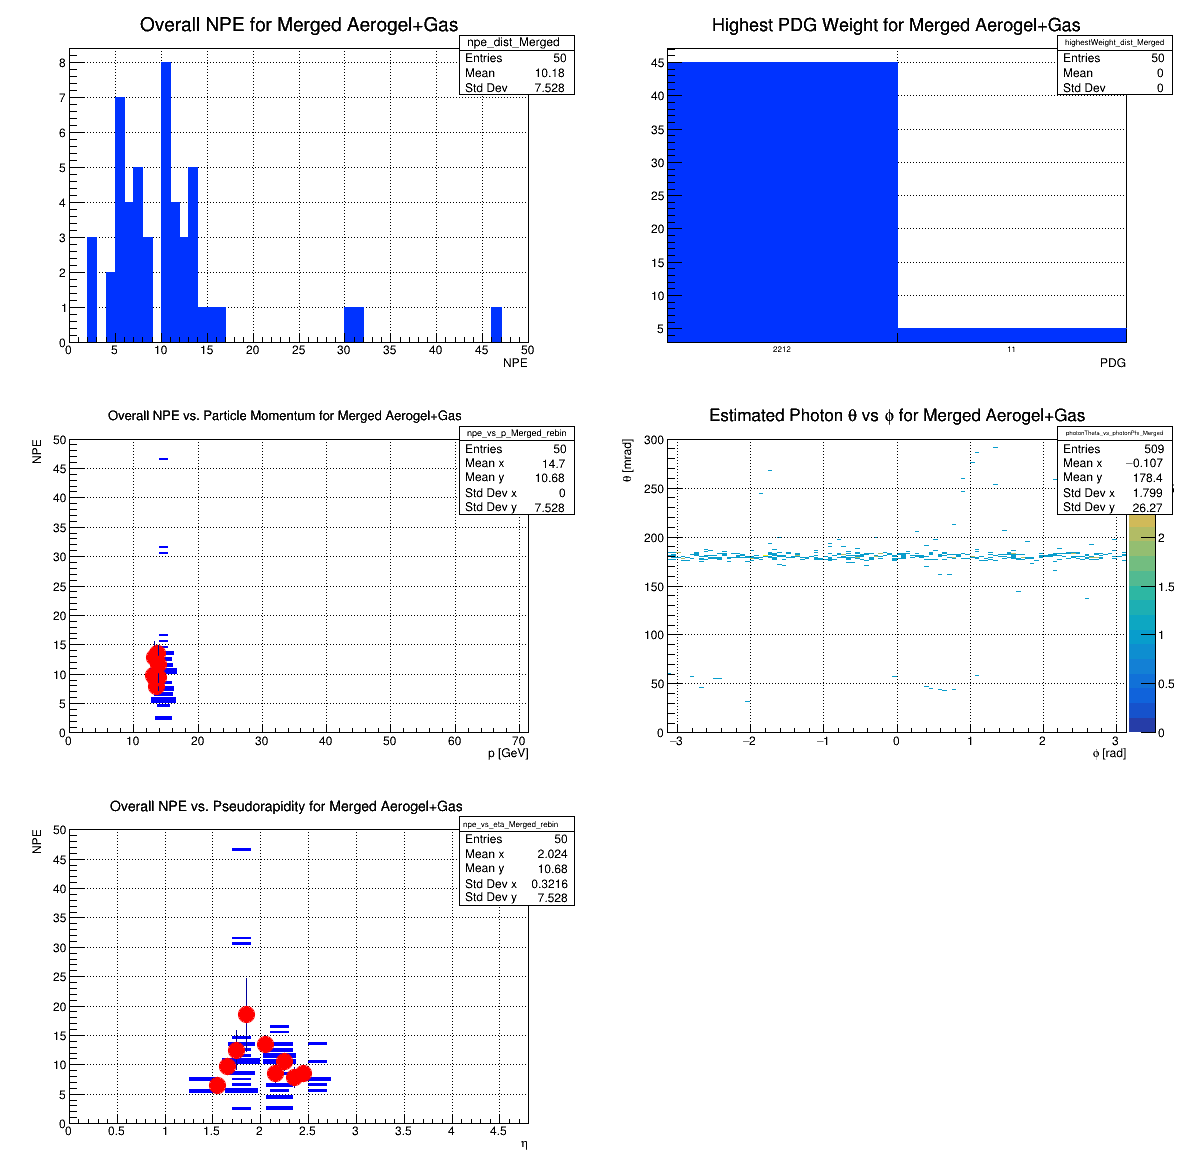 Overall NPE for Merged Aerogel+Gas
npe_dist_Merged
Entries 50
Mean 10.18
Std Dev 7.528
8
7
6
5
4
3
2
1
0
0 5 10 15 20 25 30 35 40 45 50
NPE
Highest PDG Weight for Merged Aerogel+Gas
highestWeight_dist_Merged
Entries 50
Mean 0
Std Dev 0
45
40
35
30
25
20
15
10
5
2212 11
PDG
Overall NPE vs. Particle Momentum for Merged Aerogel+Gas
npe_vs_p_Merged_rebin
Entries 50
Mean x 14.7
Mean y 10.68
Std Dev x 0
Std Dev y 7.528
NPE
50
45
40
35
30
25
20
15
10
5
0
0 10 20 30 40 50 60 70
p [GeV]
Estimated Photon θ vs ϕ for Merged Aerogel+Gas
photonTheta_vs_photonPhi_Merged
Entries 509
Mean x −0.107
Mean y 178.4
Std Dev x 1.799
Std Dev y 26.27
θ [mrad]
300
250
200
150
100
50
0
−3 −2 −1 0 1 2 3
ϕ [rad]
2
1.5
1
0.5
0
Overall NPE vs. Pseudorapidity for Merged Aerogel+Gas
npe_vs_eta_Merged_rebin
Entries 50
Mean x 2.024
Mean y 10.68
Std Dev x 0.3216
Std Dev y 7.528
NPE
50
45
40
35
30
25
20
15
10
5
0
0 0.5 1 1.5 2 2.5 3 3.5 4 4.5
η